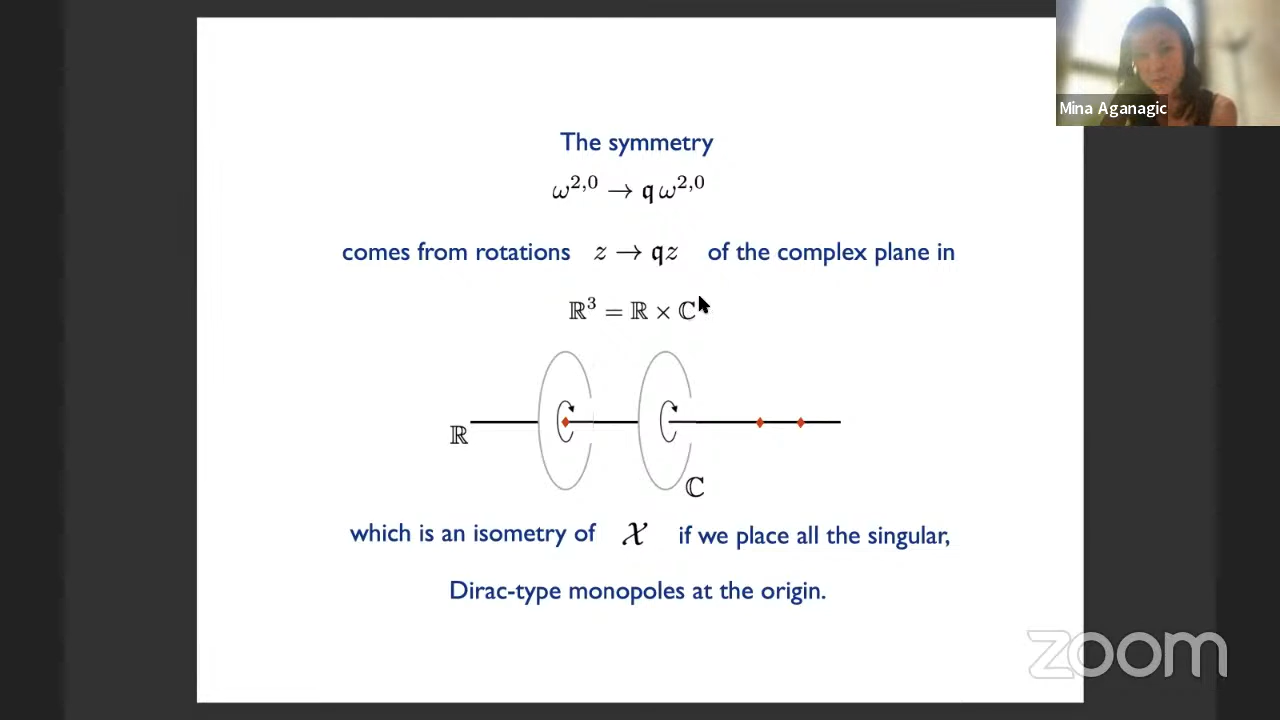 Mina Aganagic
The symmetry
ω^{2,0} → 𝔮 ω^{2,0}
comes from rotations z → 𝔮z of the complex plane in
ℝ³ = ℝ × ℂ
ℝ
ℂ
which is an isometry of 𝒳 if we place all the singular,
Dirac-type monopoles at the origin.
zoom